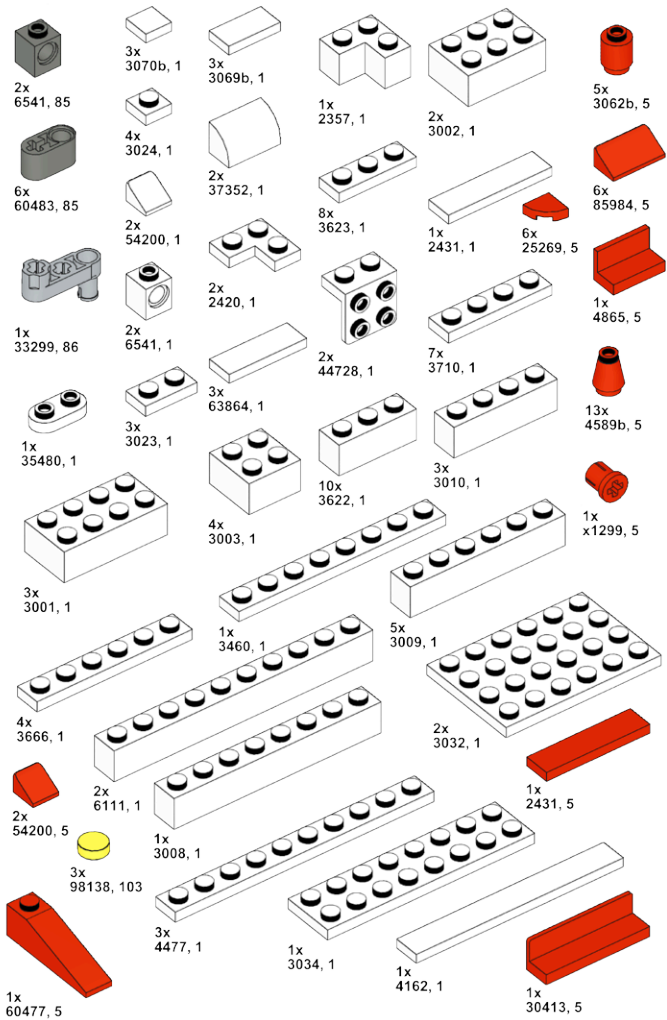 2x
6541, 85
3x
3070b, 1
3x
3069b, 1
1x
2357, 1
2x
3002, 1
5x
3062b, 5
4x
3024, 1
6x
60483, 85
2x
37352, 1
8x
3623, 1
1x
2431, 1
6x
25269, 5
6x
85984, 5
2x
54200, 1
2x
2420, 1
1x
4865, 5
1x
33299, 86
2x
6541, 1
2x
44728, 1
7x
3710, 1
3x
63864, 1
13x
4589b, 5
1x
35480, 1
3x
3023, 1
10x
3622, 1
3x
3010, 1
4x
3003, 1
1x
x1299, 5
3x
3001, 1
1x
3460, 1
5x
3009, 1
4x
3666, 1
2x
6111, 1
2x
3032, 1
1x
2431, 5
2x
54200, 5
1x
3008, 1
3x
98138, 103
3x
4477, 1
1x
3034, 1
1x
4162, 1
1x
60477, 5
1x
30413, 5